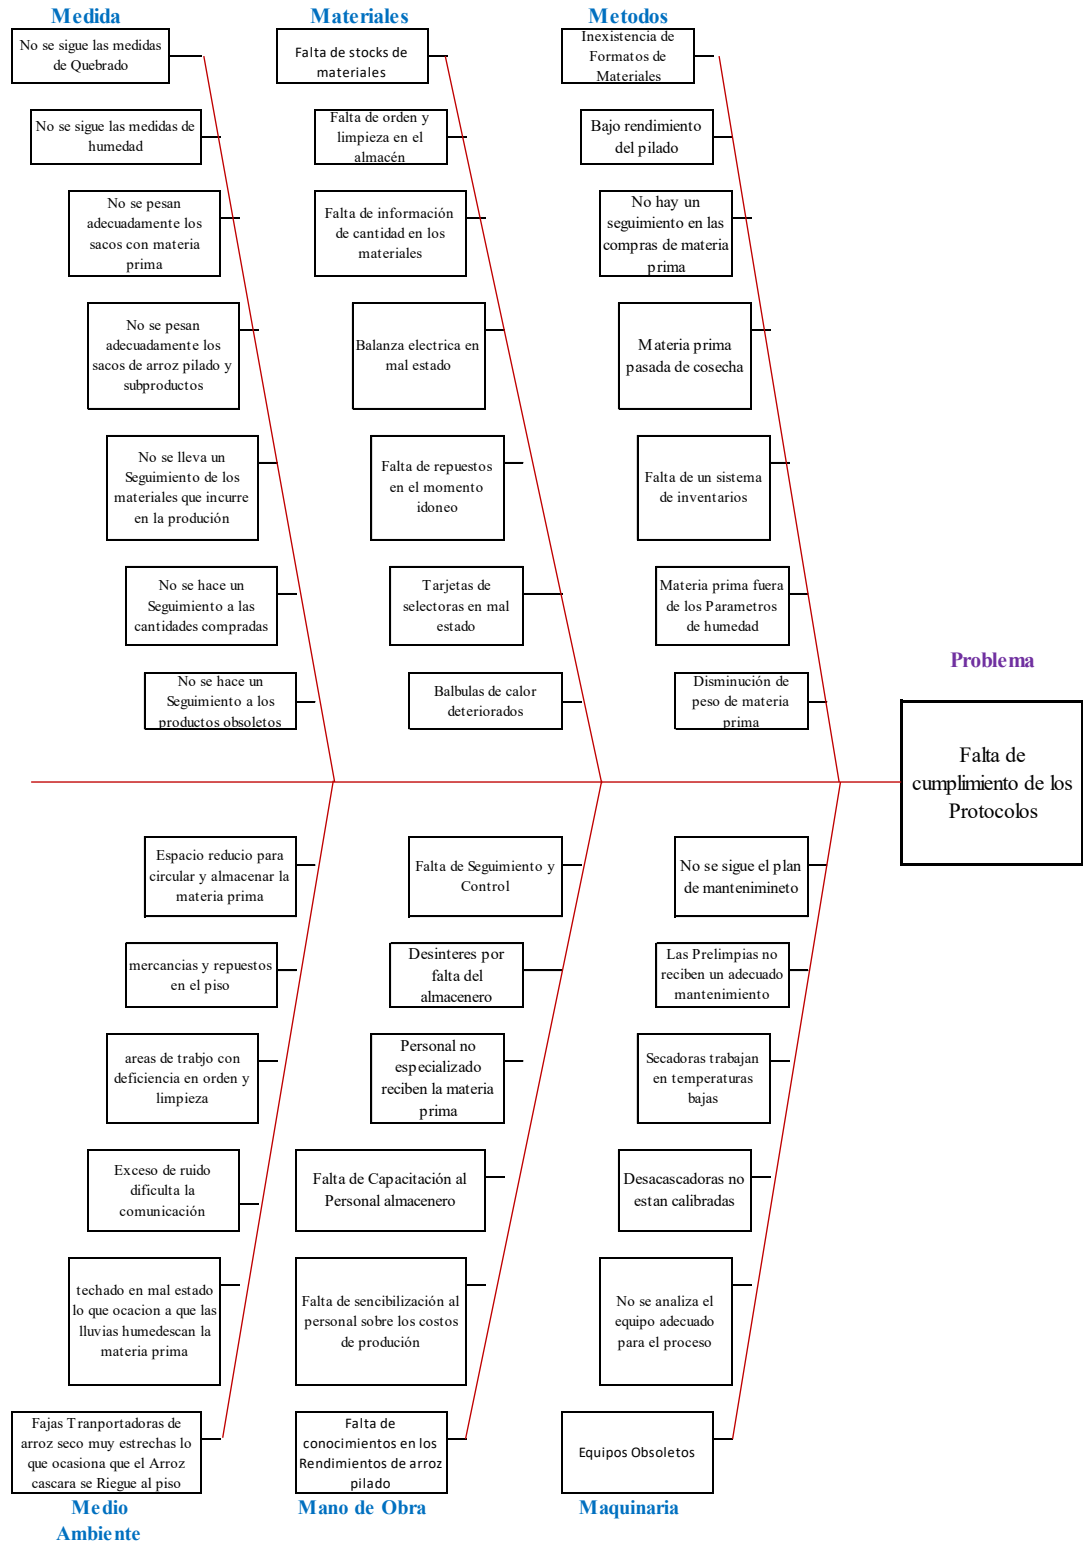 Medida
No se sigue las medidas
de Quebrado
No se sigue las medidas de
humedad
No se pesan
adecuadamente los
sacos con materia
prima
No se pesan
adecuadamente los
sacos de arroz pilado y
subproductos
No se lleva un
Seguimiento de los
materiales que incurre
en la produción
No se hace un
Seguimiento a las
cantidades compradas
No se hace un
Seguimiento a los
productos obsoletos
Materiales
Falta de stocks de
materiales
Falta de orden y
limpieza en el
almacén
Falta de información
de cantidad en los
materiales
Balanza electrica en
mal estado
Falta de repuestos
en el momento
idoneo
Tarjetas de
selectoras en mal
estado
Balbulas de calor
deteriorados
Metodos
Inexistencia de
Formatos de
Materiales
Bajo rendimiento
del pilado
No hay un
seguimiento en las
compras de materia
prima
Materia prima
pasada de cosecha
Falta de un sistema
de inventarios
Materia prima fuera
de los Parametros
de humedad
Disminución de
peso de materia
prima
Problema
Falta de
cumplimiento de los
Protocolos
Espacio reducio para
circular y almacenar la
materia prima
mercancias y repuestos
en el piso
areas de trabjo con
deficiencia en orden y
limpieza
Exceso de ruido
dificulta la
comunicación
techado en mal estado
lo que ocacion a que las
lluvias humedescan la
materia prima
Fajas Tranportadoras de
arroz seco muy estrechas lo
que ocasiona que el Arroz
cascara se Riegue al piso
Medio
Ambiente
Falta de Seguimiento y
Control
Desinteres por
falta del
almacenero
Personal no
especializado
reciben la materia
prima
Falta de Capacitación al
Personal almacenero
Falta de sencibilización al
personal sobre los costos
de produción
Falta de
conocimientos en los
Rendimientos de arroz
pilado
Mano de Obra
No se sigue el plan
de mantenimineto
Las Prelimpias no
reciben un adecuado
mantenimiento
Secadoras trabajan
en temperaturas
bajas
Desacascadoras no
estan calibradas
No se analiza el
equipo adecuado
para el proceso
Equipos Obsoletos
Maquinaria